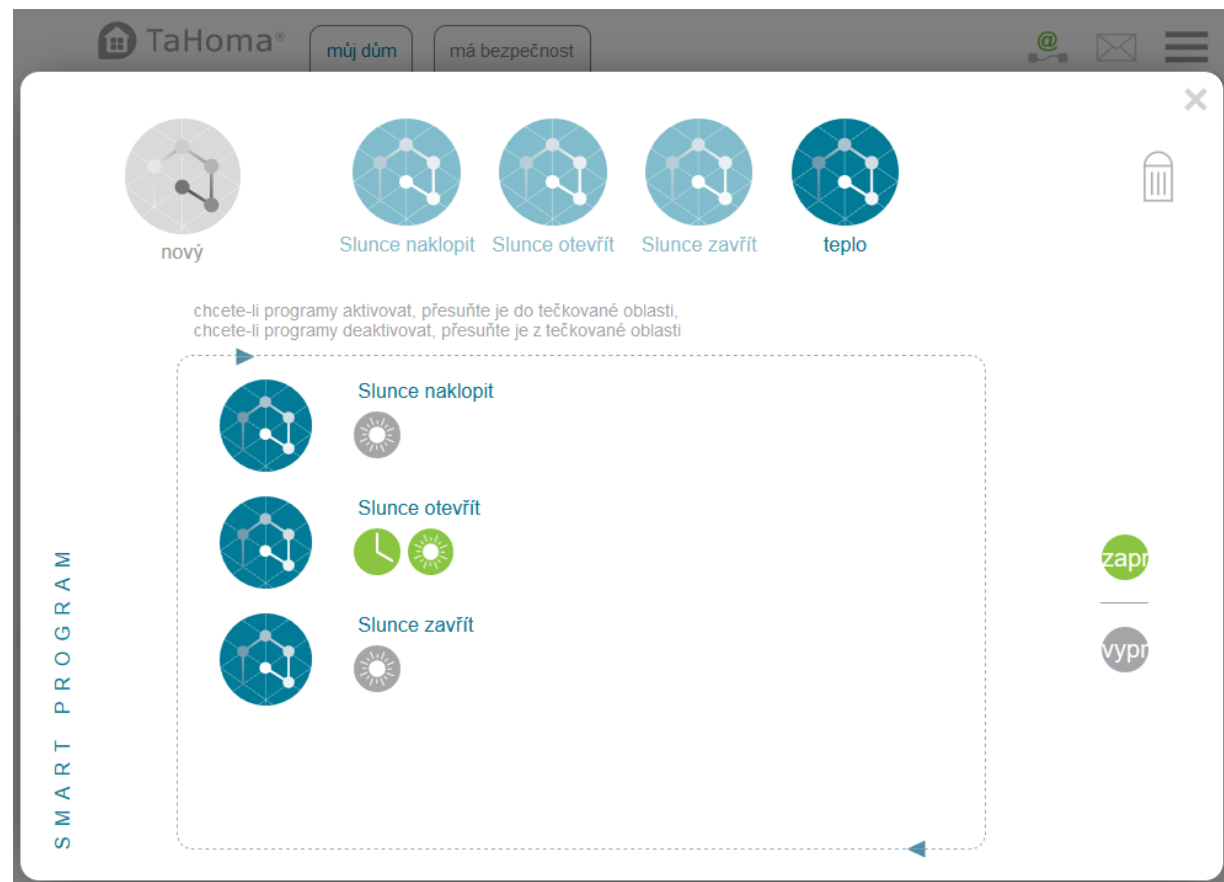 TaHoma®
můj dům
má bezpečnost
@
nový
Slunce naklopit
Slunce otevřít
Slunce zavřít
teplo
chcete-li programy aktivovat, přesuňte je do tečkované oblasti,
chcete-li programy deaktivovat, přesuňte je z tečkované oblasti
Slunce naklopit
Slunce otevřít
Slunce zavřít
zapr
vypr
SMART PROGRAM